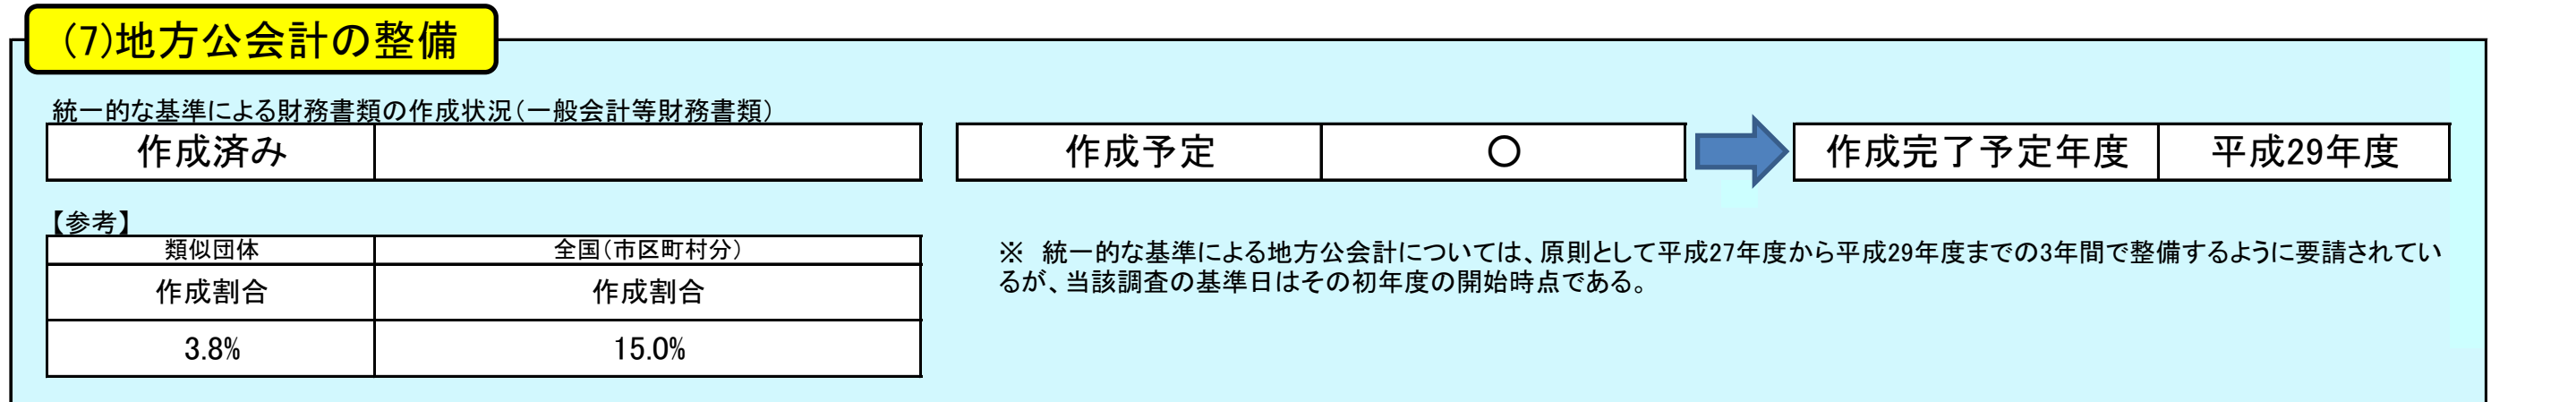 (7)地方公会計の整備
統一的な基準による財務書類の作成状況(一般会計等財務書類)
作成済み
作成予定 〇
作成完了予定年度 平成29年度
【参考】
類似団体 全国(市区町村分)
作成割合 作成割合
3.8% 15.0%
※ 統一的な基準による地方公会計については、原則として平成27年度から平成29年度までの3年間で整備するように要請されてい
るが、当該調査の基準日はその初年度の開始時点である。